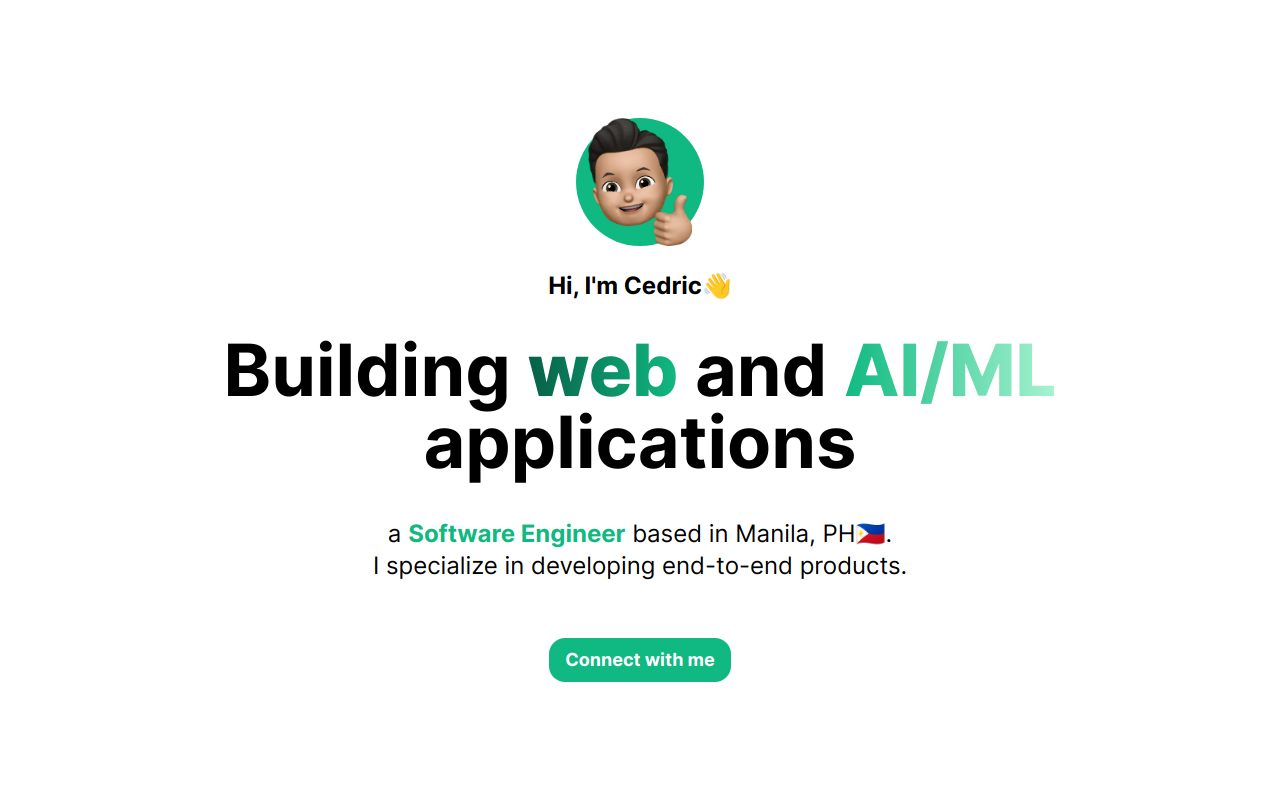 Hi, I'm Cedric👋
Building web and AI/ML
applications
a Software Engineer based in Manila, PH🇵🇭.
I specialize in developing end-to-end products.
Connect with me